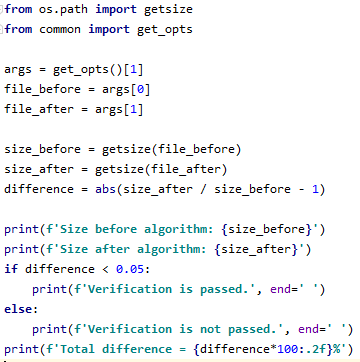 from os.path import getsize
from common import get_opts
args = get_opts()[1]
file_before = args[0]
file_after = args[1]
size_before = getsize(file_before)
size_after = getsize(file_after)
difference = abs(size_after / size_before - 1)
print(f'Size before algorithm: {size_before}')
print(f'Size after algorithm: {size_after}')
if difference < 0.05:
    print(f'Verification is passed.', end=' ')
else:
    print(f'Verification is not passed.', end=' ')
print(f'Total difference = {difference*100:.2f}%')